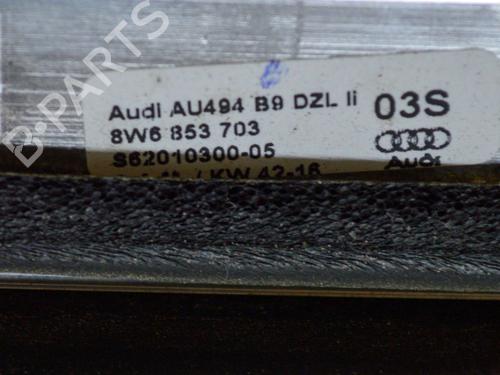 B-PARTS
Audi AU494 B9 DZL li 03S
8W6 853 703
S62010300-05
/ KW 42-16
Audi